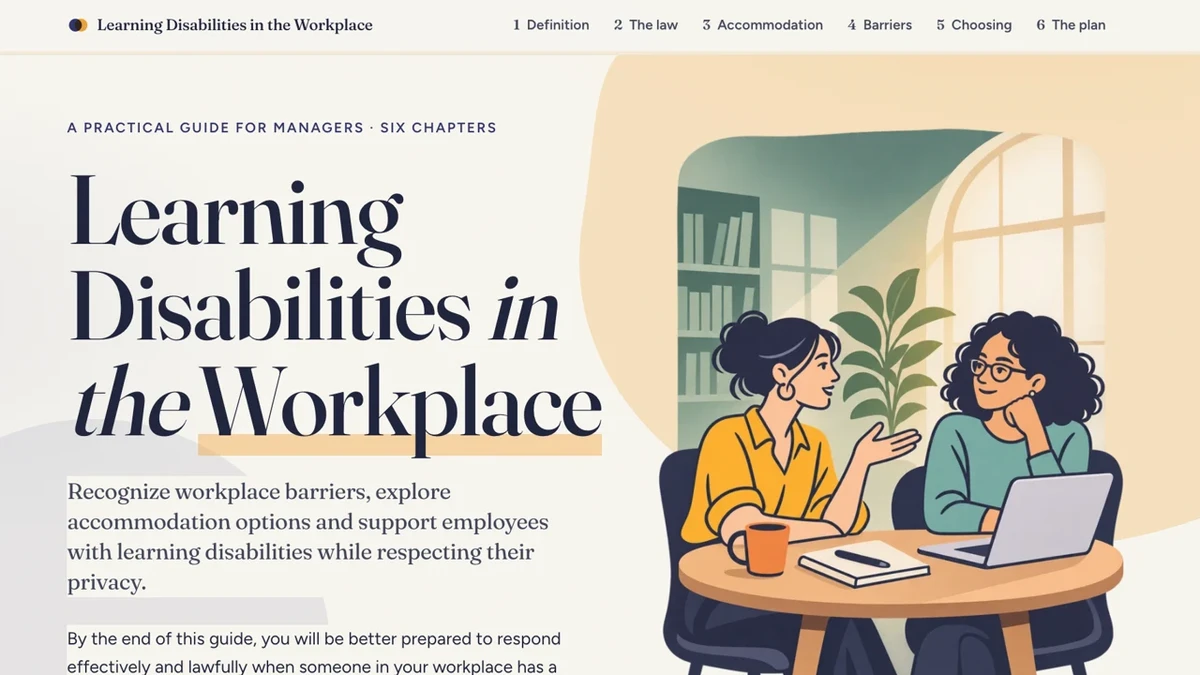 Learning Disabilities in the Workplace
1 Definition
2 The law
3 Accommodation
4 Barriers
5 Choosing
6 The plan
A PRACTICAL GUIDE FOR MANAGERS · SIX CHAPTERS
Learning
Disabilities in
the Workplace
Recognize workplace barriers, explore
accommodation options and support employees
with learning disabilities while respecting their
privacy.
By the end of this guide, you will be better prepared to respond
effectively and lawfully when someone in your workplace has a